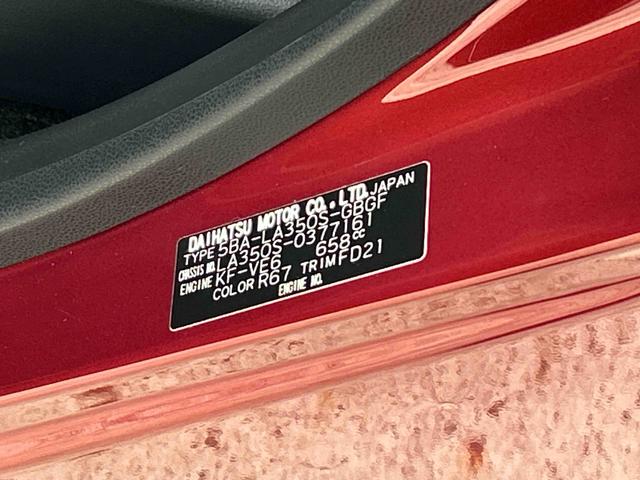 DAIHATSU MOTOR CO.,LTD. JAPAN
TYPE 5BA-LA350S-GBGF
CHASSIS NO. LA350S-0377161
ENGINE KF-VE6 658cc
COLOR R67 TRIM FD21
ENGINE NO.